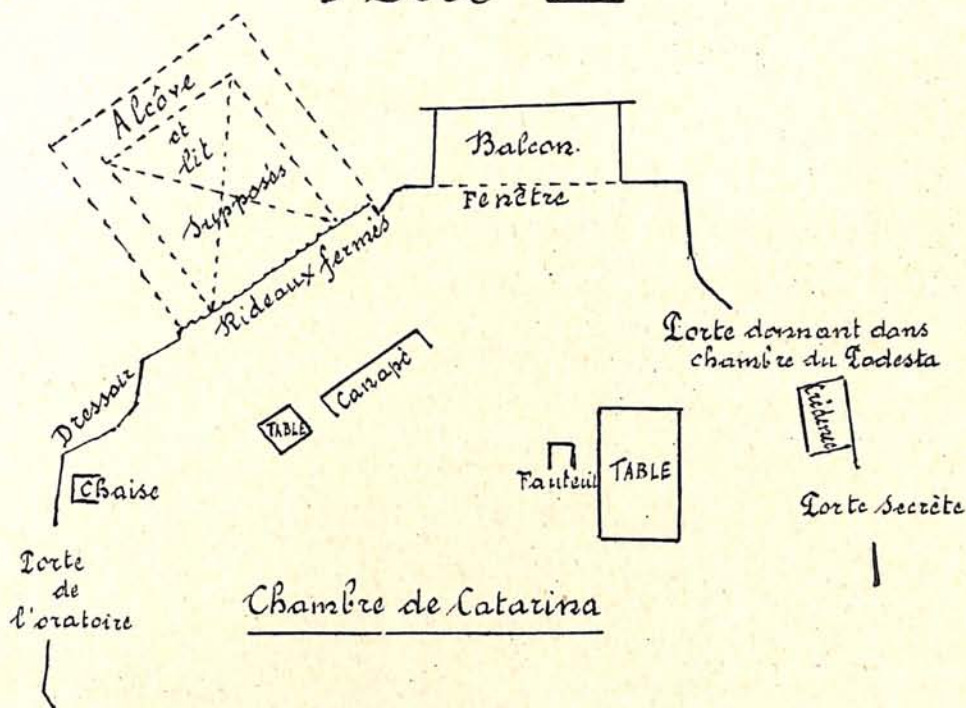 Alcôve
et
lit
supposés
Balcon.
Fenêtre
Rideaux fermés
Porte donnant dans
chambre du Podesta
Dressoir
Canapé
TABLE
Crédence
Chaise
Fauteuil
TABLE
Porte secrète
Porte
de
l'oratoire
Chambre de Catarina